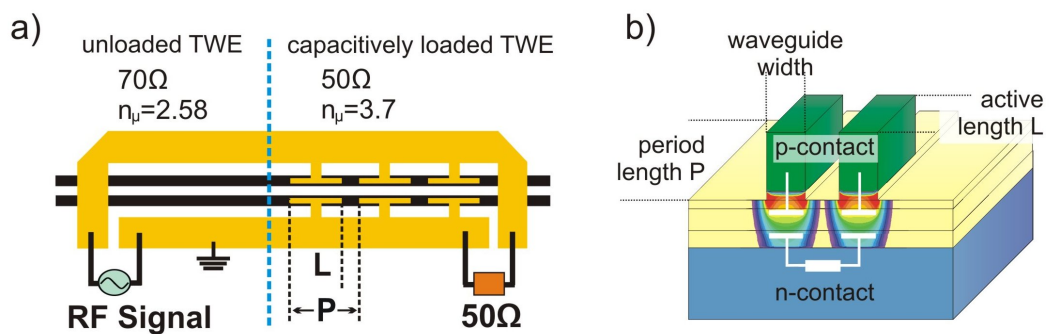 a)
unloaded TWE
70Ω
nμ=2.58
capacitively loaded TWE
50Ω
nμ=3.7
RF Signal
L
P
50Ω
b)
waveguide
width
active
length L
period
length P
p-contact
n-contact